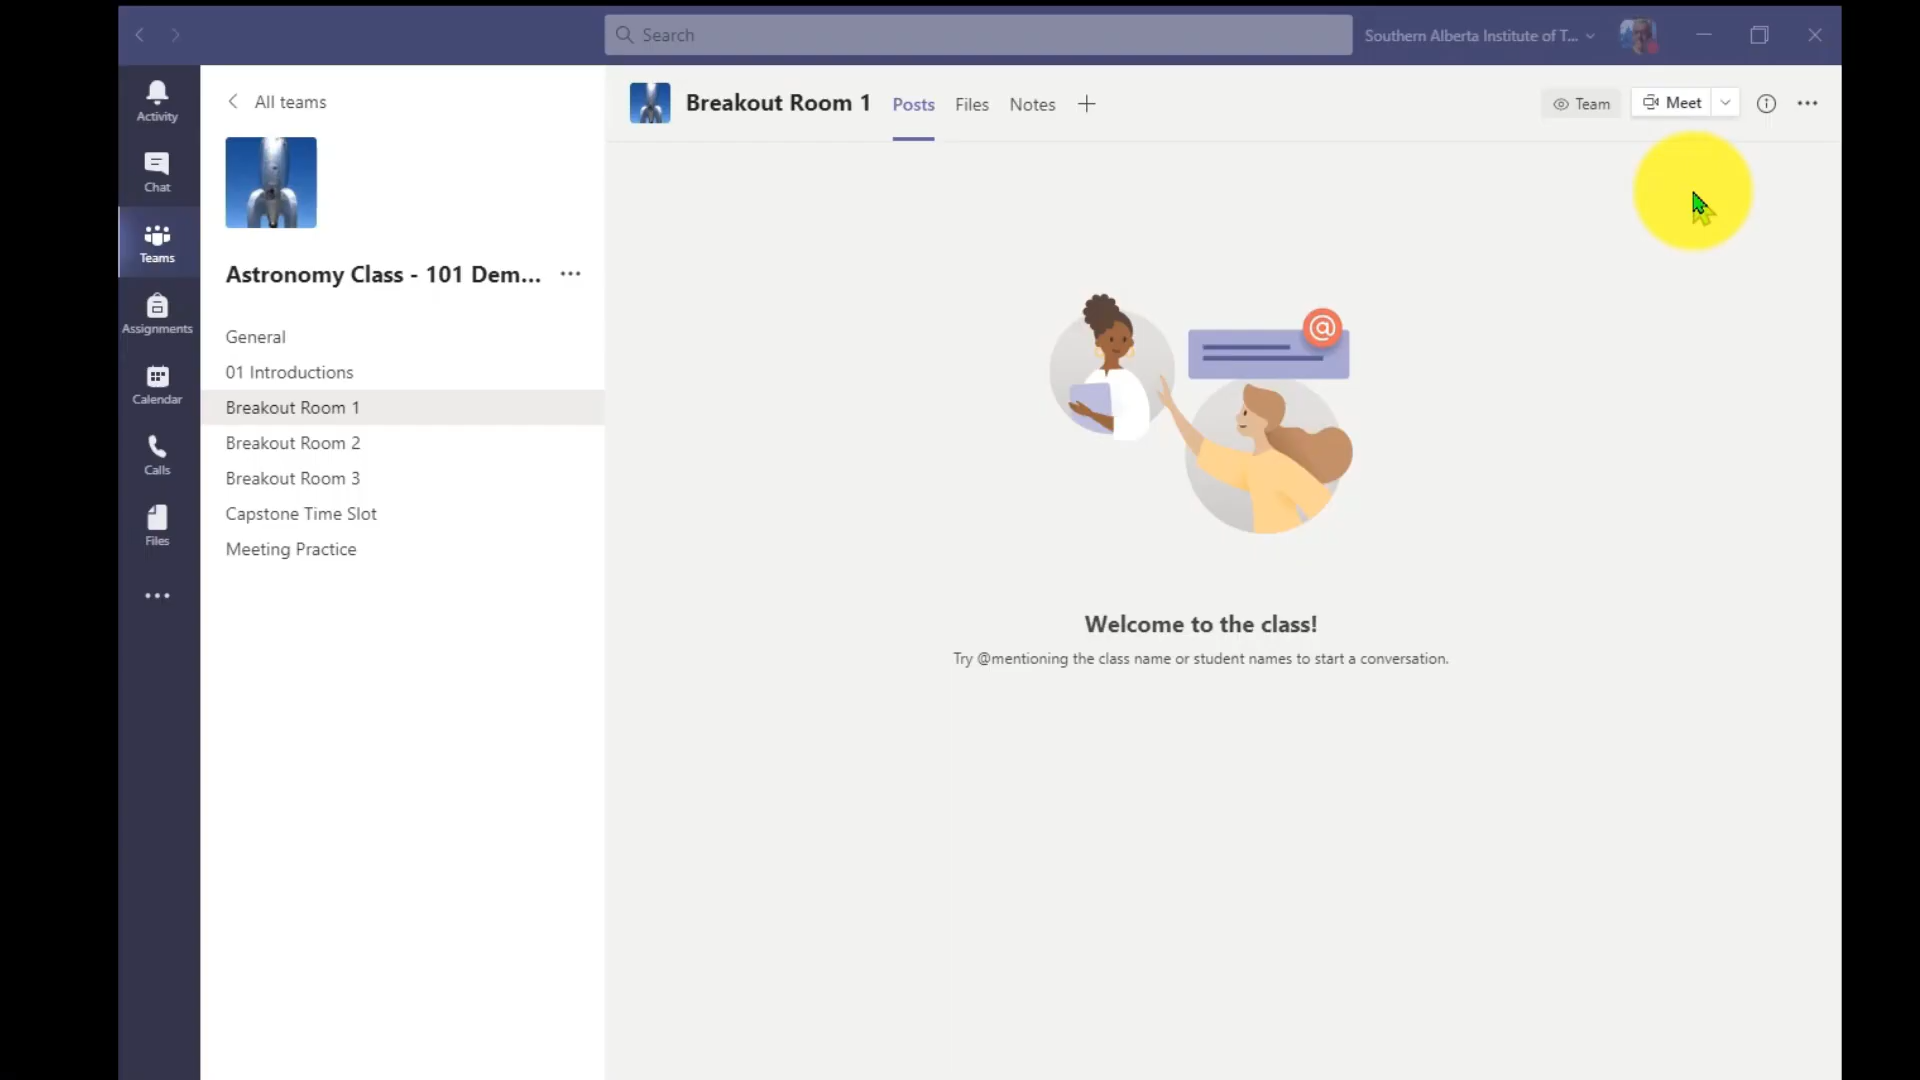 Search
Southern Alberta Institute of T...
Activity
Chat
Teams
Assignments
Calendar
Calls
Files
All teams
Astronomy Class - 101 Dem...
General
01 Introductions
Breakout Room 1
Breakout Room 2
Breakout Room 3
Capstone Time Slot
Meeting Practice
Breakout Room 1
Posts
Files
Notes
Team
Meet
@
Welcome to the class!
Try @mentioning the class name or student names to start a conversation.